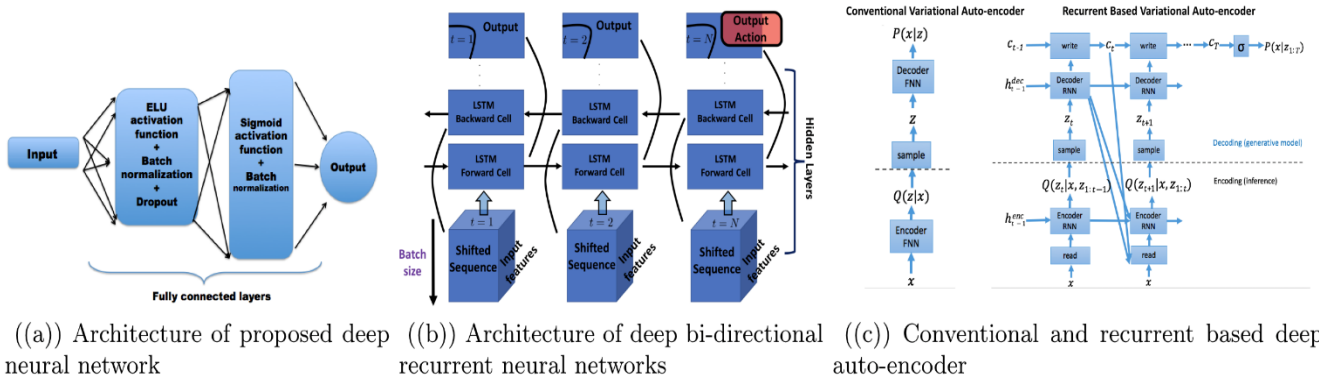 Input
ELU
activation
function
+
Batch
normalization
+
Dropout
Sigmoid
activation
function
+
Batch
normalization
Output
Fully connected layers
((a)) Architecture of proposed deep
neural network
t = 1
Output
t = 2
Output
t = N
Output
Action
LSTM
Backward Cell
LSTM
Backward Cell
LSTM
Backward Cell
LSTM
Forward Cell
LSTM
Forward Cell
LSTM
Forward Cell
Hidden Layers
Batch
size
t = 1
Shifted
Sequence
Input
features
t = 2
Shifted
Sequence
Input
features
t = N
Shifted
Sequence
Input
features
((b)) Architecture of deep bi-directional
recurrent neural networks
Conventional Variational Auto-encoder
P(x|z)
Decoder
FNN
z
sample
Q(z|x)
Encoder
FNN
x
Recurrent Based Variational Auto-encoder
c_{t-1}
write
c_t
write
...
c_T
σ
P(x|z_{1:T})
h_{t-1}^{dec}
Decoder
RNN
Decoder
RNN
z_t
z_{t+1}
sample
sample
Decoding (generative model)
Encoding (inference)
Q(z_t|x, z_{1:t-1})
Q(z_{t+1}|x, z_{1:t})
h_{t-1}^{enc}
Encoder
RNN
Encoder
RNN
read
read
x
x
((c)) Conventional and recurrent based deep
auto-encoder